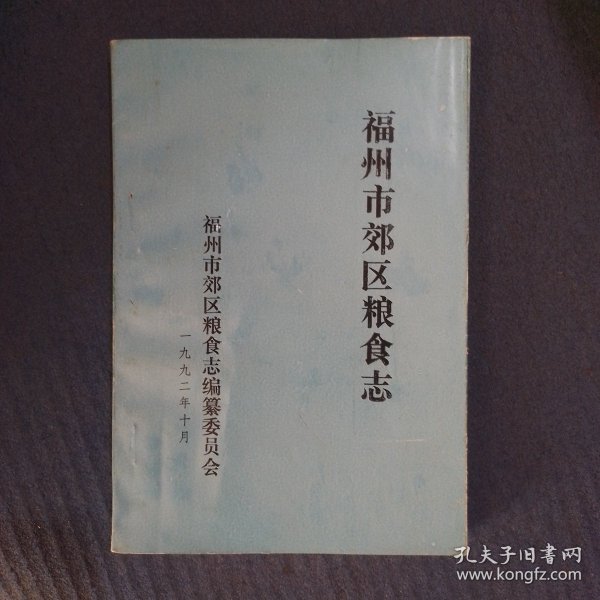 福州市郊区粮食志
福州市郊区粮食志编纂委员会
一九九二年十月
孔夫子旧书网
www.kongfz.com